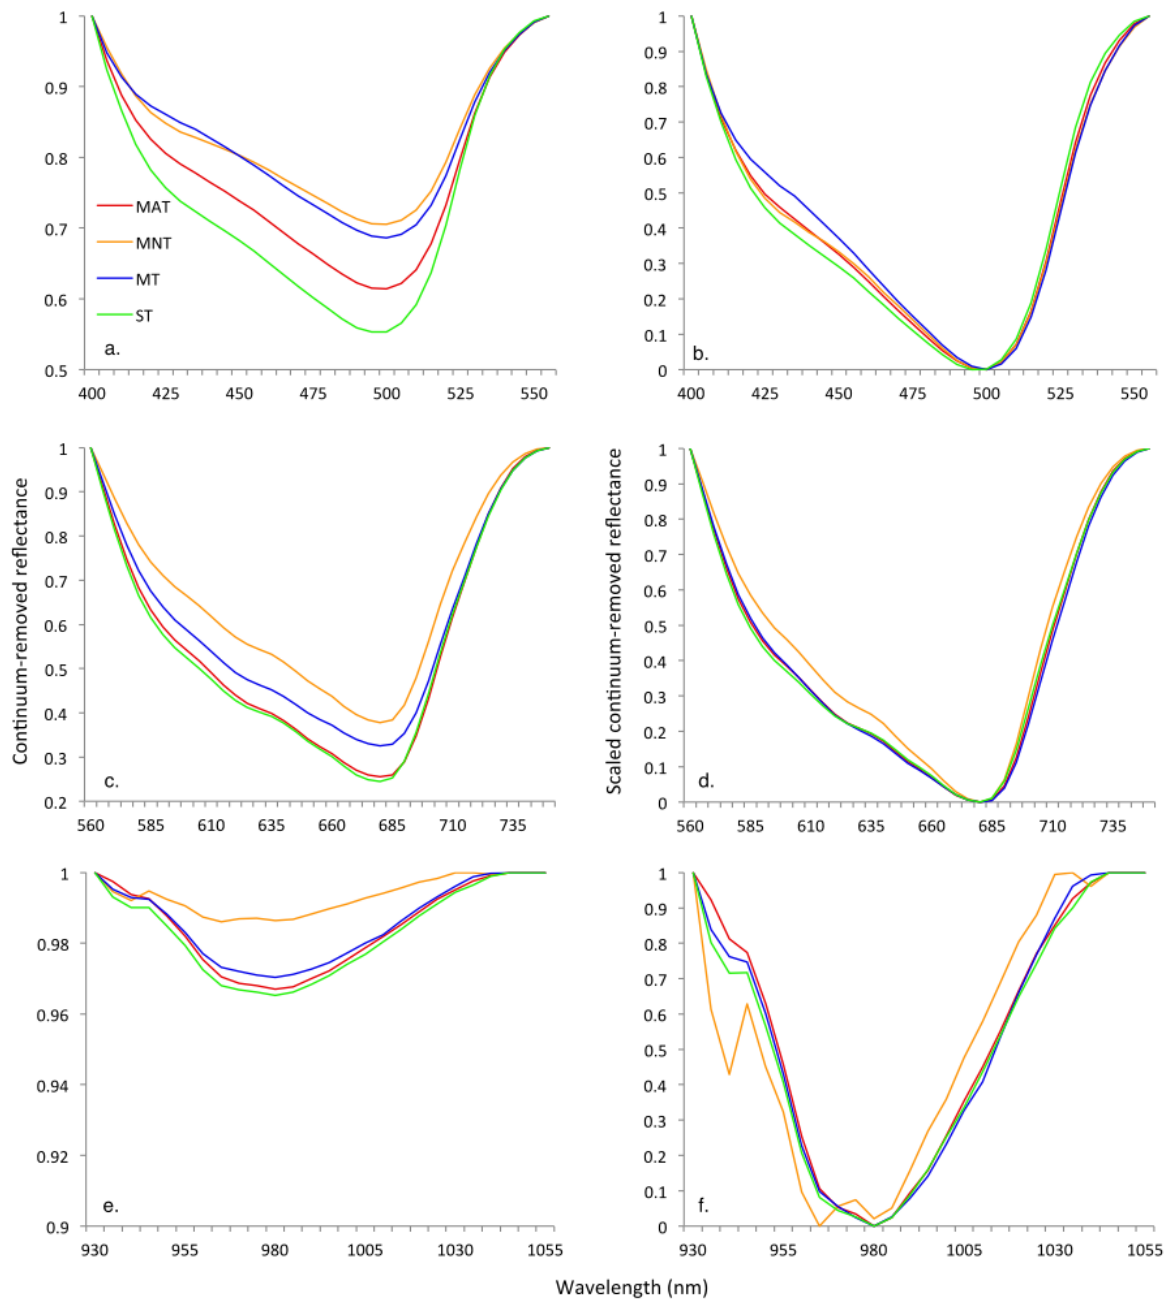 1
0.9
0.8
0.7
0.6
0.5
MAT
MNT
MT
ST
a.
400 425 450 475 500 525 550
1
0.9
0.8
0.7
0.6
0.5
0.4
0.3
0.2
0.1
0
b.
400 425 450 475 500 525 550
Continuum-removed reflectance
1
0.9
0.8
0.7
0.6
0.5
0.4
0.3
0.2
c.
560 585 610 635 660 685 710 735
Scaled continuum-removed reflectance
1
0.9
0.8
0.7
0.6
0.5
0.4
0.3
0.2
0.1
0
d.
560 585 610 635 660 685 710 735
1
0.98
0.96
0.94
0.92
0.9
e.
930 955 980 1005 1030 1055
1
0.9
0.8
0.7
0.6
0.5
0.4
0.3
0.2
0.1
0
f.
930 955 980 1005 1030 1055
Wavelength (nm)